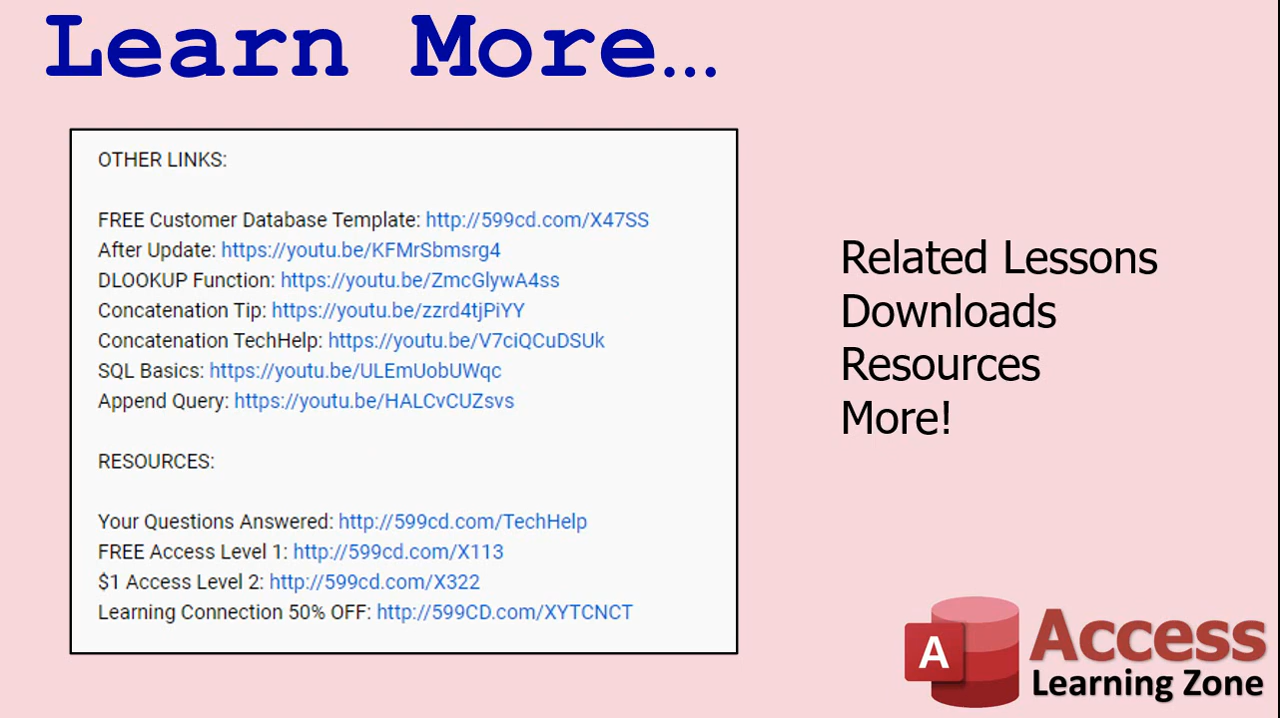 Learn More...
OTHER LINKS:
FREE Customer Database Template: http://599cd.com/X47SS
After Update: https://youtu.be/KFMrSbmsrg4
DLOOKUP Function: https://youtu.be/ZmcGlywA4ss
Concatenation Tip: https://youtu.be/zzrd4tjPiYY
Concatenation TechHelp: https://youtu.be/V7ciQCuDSUk
SQL Basics: https://youtu.be/ULEmUobUWqc
Append Query: https://youtu.be/HALCvCUZsvs
RESOURCES:
Your Questions Answered: http://599cd.com/TechHelp
FREE Access Level 1: http://599cd.com/X113
$1 Access Level 2: http://599cd.com/X322
Learning Connection 50% OFF: http://599CD.com/XYTCNCT
Related Lessons
Downloads
Resources
More!
A
Access
Learning Zone